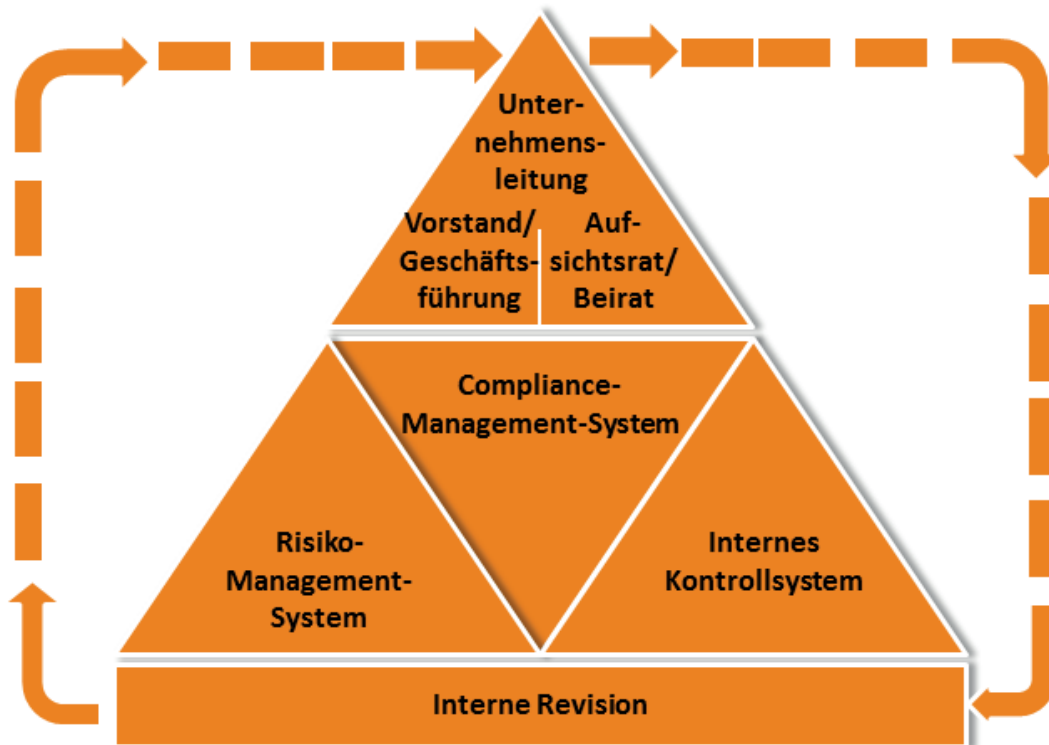 Unter-
nehmens-
leitung
Vorstand/
Geschäfts-
führung
Auf-
sichtsrat/
Beirat
Compliance-
Management-System
Risiko-
Management-
System
Internes
Kontrollsystem
Interne Revision